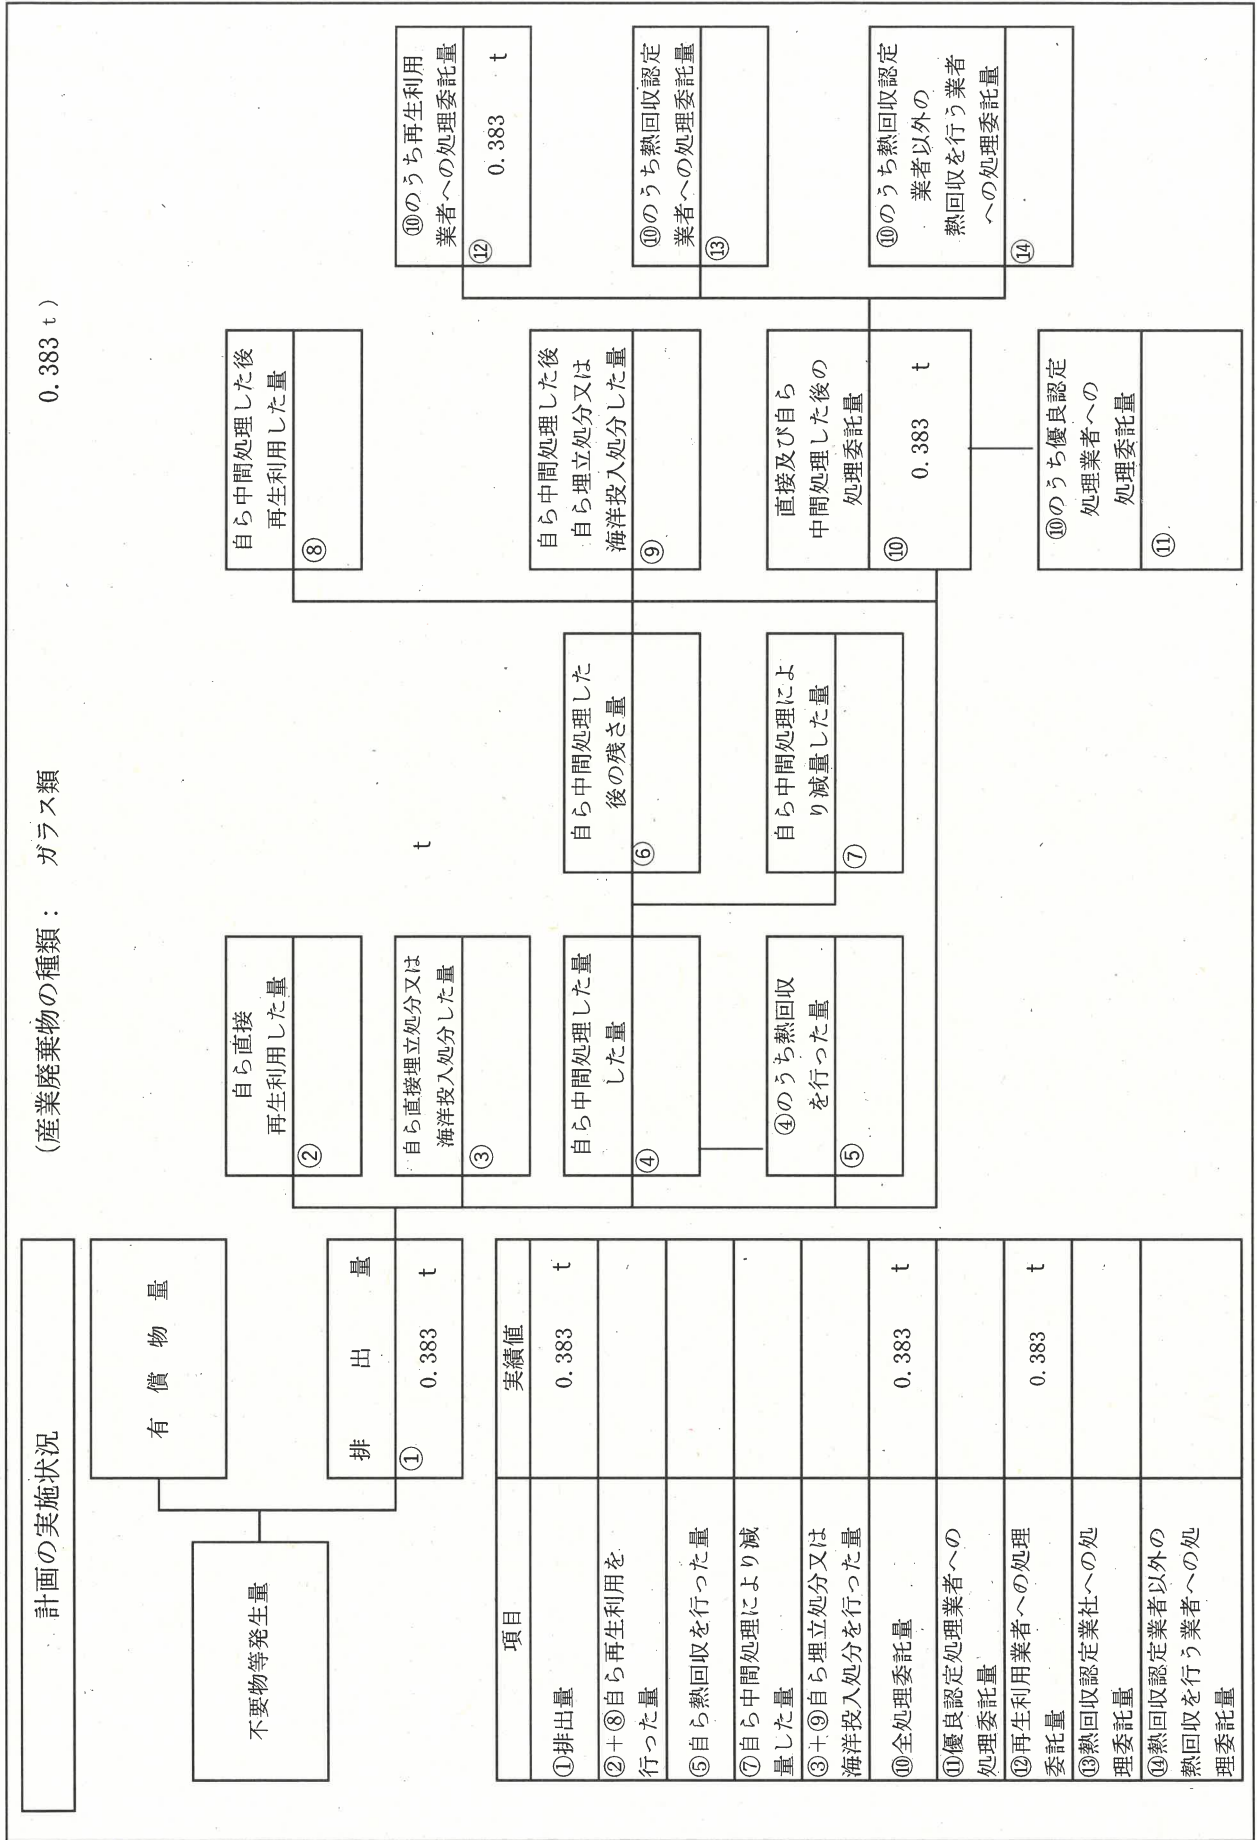 計画の実施状況
(産業廃棄物の種類： ガラス類 0.383 t )
不要物等発生量
有償物量
排出量
① 0.383 t
自ら直接
再生利用した量
②
自ら直接埋立処分又は
海洋投入処分した量
③
t
自ら中間処理した量
した量
④
④のうち熱回収
を行った量
⑤
自ら中間処理した
後の残さ量
⑥
自ら中間処理によ
り減量した量
⑦
自ら中間処理した後
再生利用した量
⑧
自ら中間処理した後
自ら埋立処分又は
海洋投入処分した量
⑨
直接及び自ら
中間処理した後の
処理委託量
⑩ 0.383 t
⑩のうち優良認定
処理業者への
処理委託量
⑪
⑩のうち再生利用
業者への処理委託量
⑫ 0.383 t
⑩のうち熱回収認定
業者への処理委託量
⑬
⑩のうち熱回収認定
業者以外の
熱回収を行う業者
への処理委託量
⑭
項目 実績値
①排出量 0.383 t
②＋⑧自ら再生利用を
行った量
⑤自ら熱回収を行った量
⑦自ら中間処理により減
量した量
③＋⑨自ら埋立処分又は
海洋投入処分を行った量
⑩全処理委託量 0.383 t
⑪優良認定処理業者への
処理委託量
⑫再生利用業者への処理
委託量 0.383 t
⑬熱回収認定業社への処
理委託量
⑭熱回収認定業者以外の
熱回収を行う業者への処
理委託量